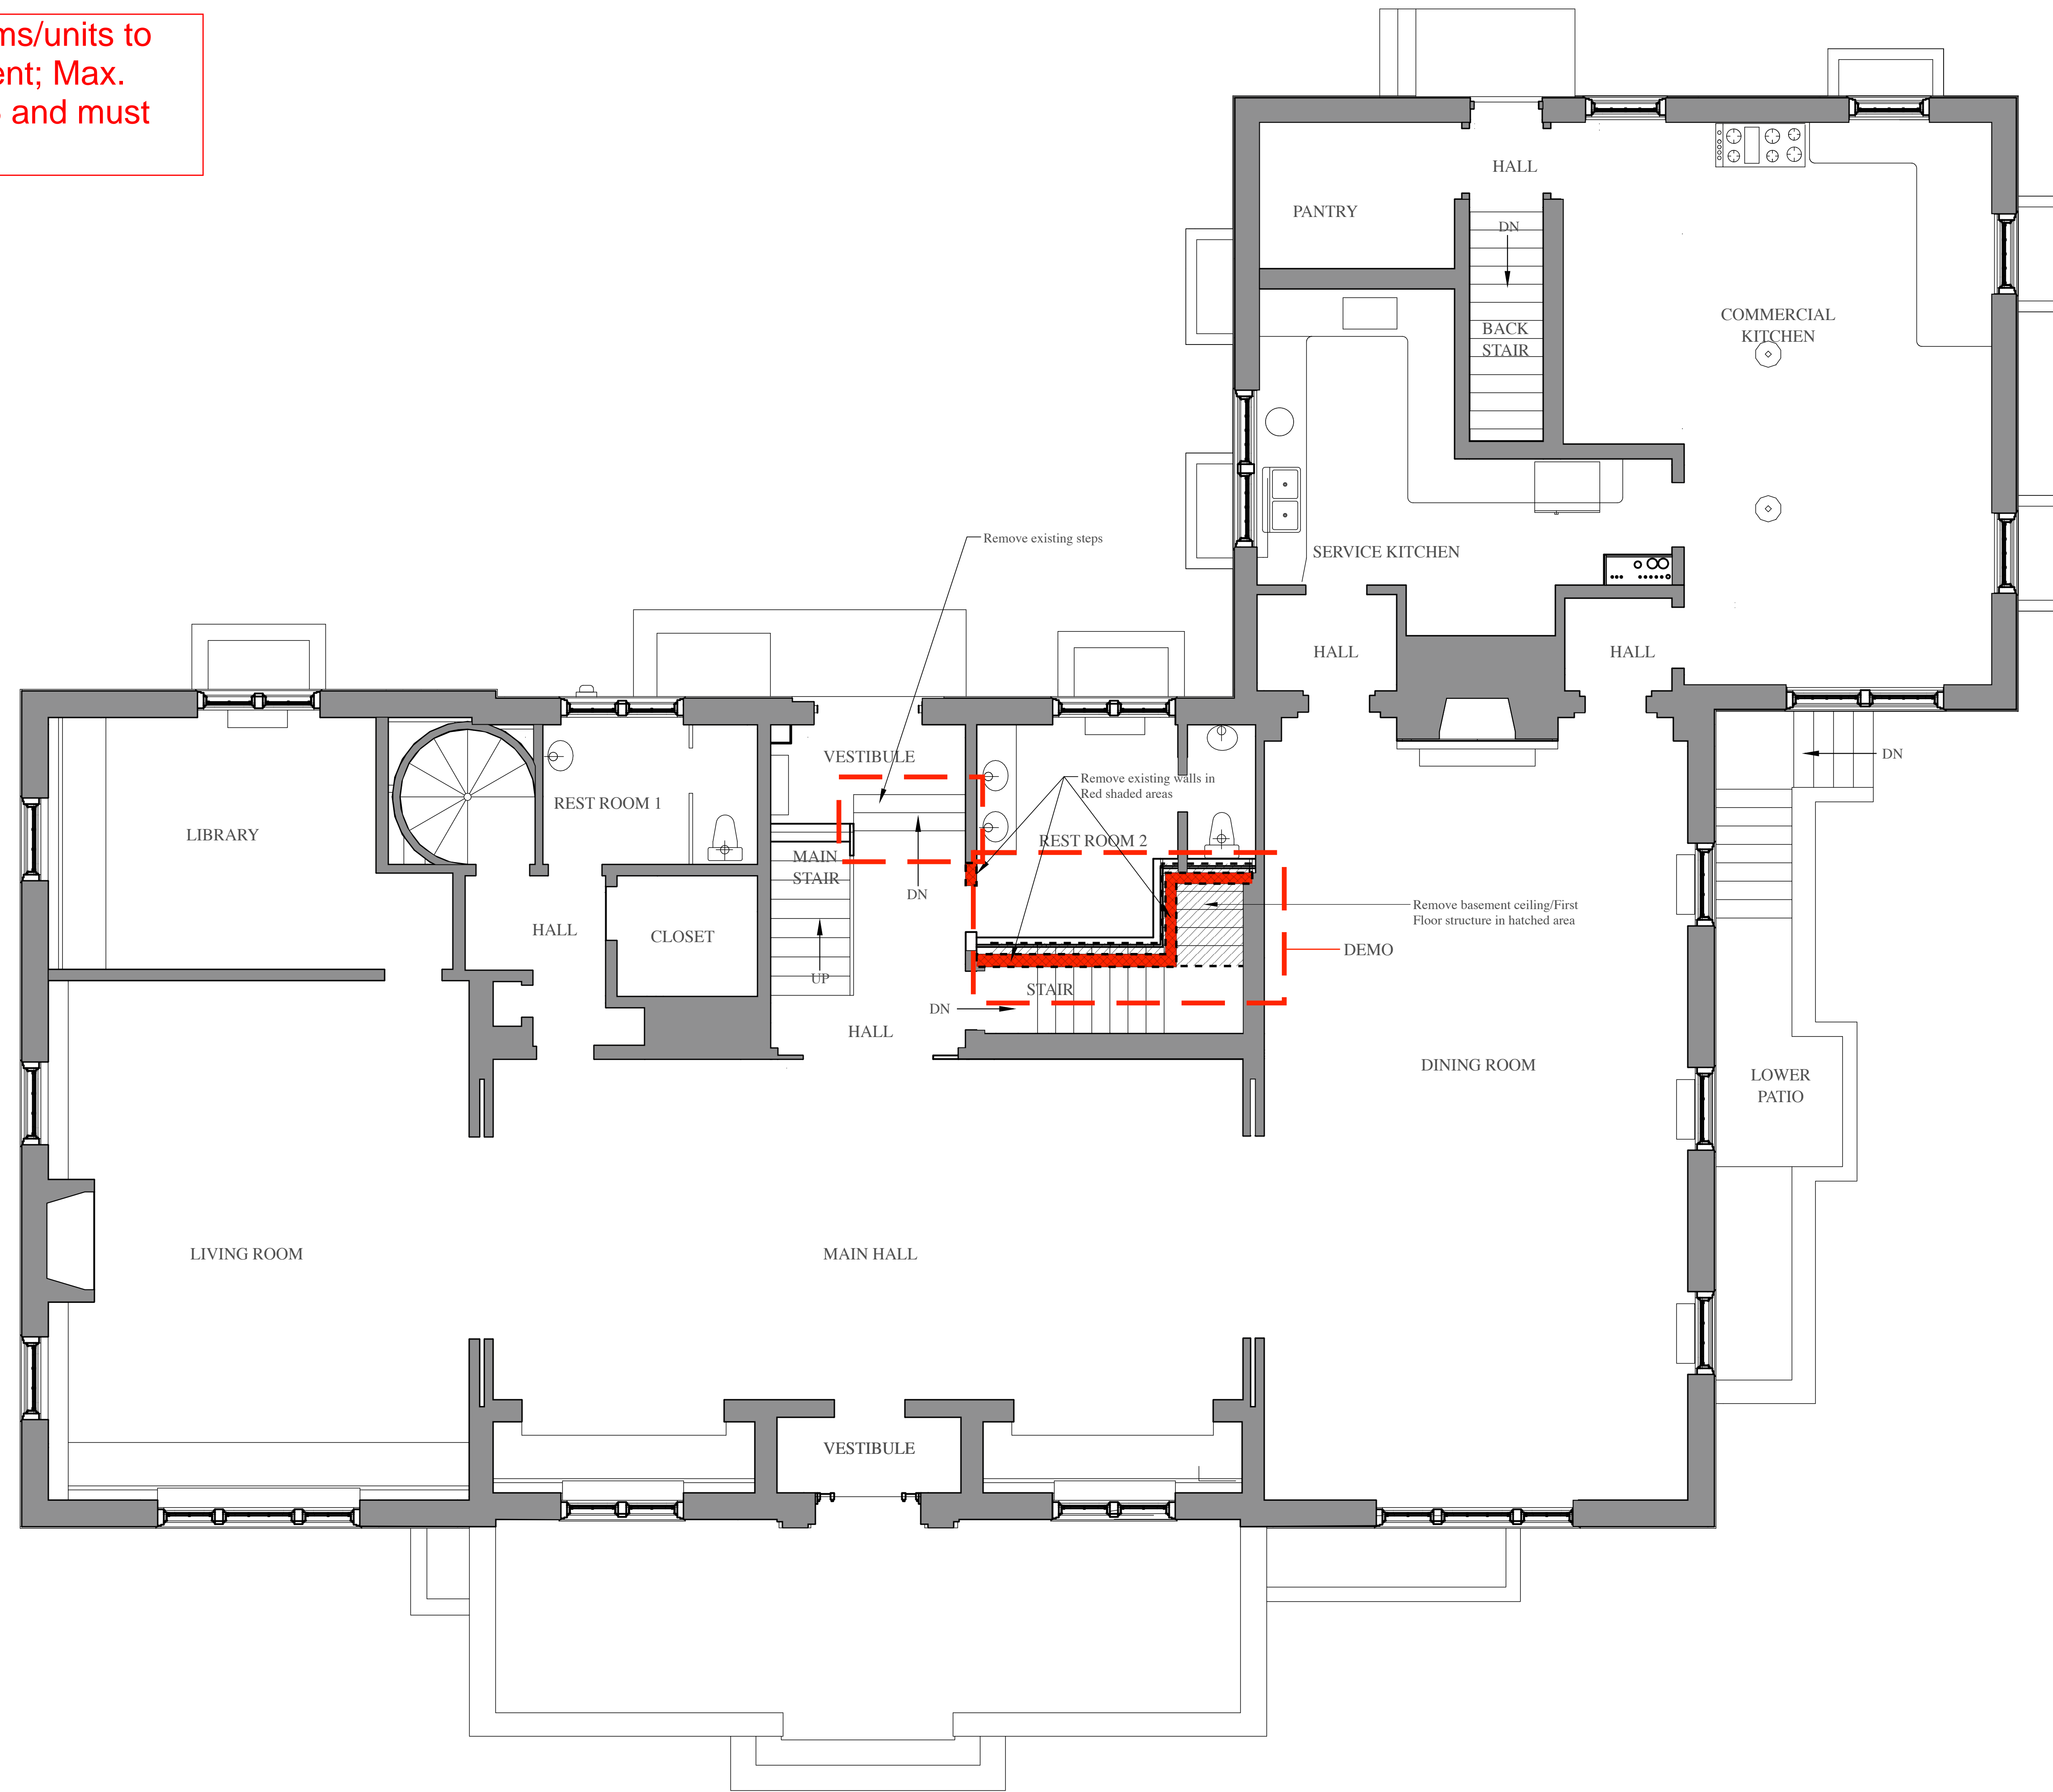 ms/units to
ent; Max.
and must
HALL
PANTRY
DN
COMMERCIAL
KITCHEN
BACK
STAIR
Remove existing steps
SERVICE KITCHEN
HALL
HALL
VESTIBULE
DN
Remove existing walls in
Red shaded areas
REST ROOM 1
LIBRARY
REST ROOM 2
MAIN
STAIR
DN
Remove basement ceiling/First
Floor structure in hatched area
HALL
CLOSET
DEMO
UP
STAIR
DN
HALL
DINING ROOM
LOWER
PATIO
LIVING ROOM
MAIN HALL
VESTIBULE